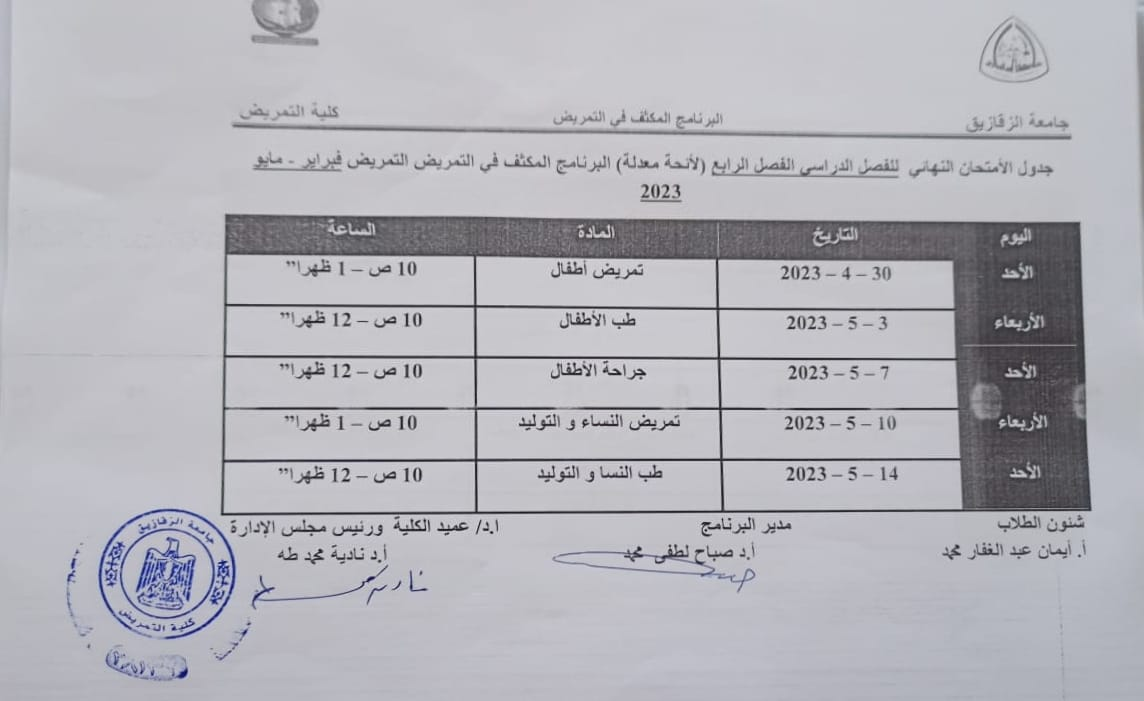 جامعة الزقازيق البرنامج المكثف في التمريض كلية التمريض
جدول الأمتحان النهائي للفصل الدراسي الفصل الرابع (لأئحة معدلة) البرنامج المكثف في التمريض التمريض فبراير - مايو
2023
اليوم التاريخ المادة الساعة
الأحد 30 – 4 – 2023 تمريض أطفال 10 ص – 1 ظهرا"
الأربعاء 3 – 5 – 2023 طب الأطفال 10 ص – 12 ظهرا"
الأحد 7 – 5 – 2023 جراحة الأطفال 10 ص – 12 ظهرا"
الأربعاء 10 – 5 – 2023 تمريض النساء و التوليد 10 ص – 1 ظهرا"
الأحد 14 – 5 – 2023 طب النسا و التوليد 10 ص – 12 ظهرا"
شئون الطلاب مدير البرنامج ا.د/ عميد الكلية ورئيس مجلس الإدارة
أ. أيمان عبد الغفار محمد أ.د صباح لطفى محمد أ.د نادية محمد طه
جامعة الزقازيق
كلية التمريض